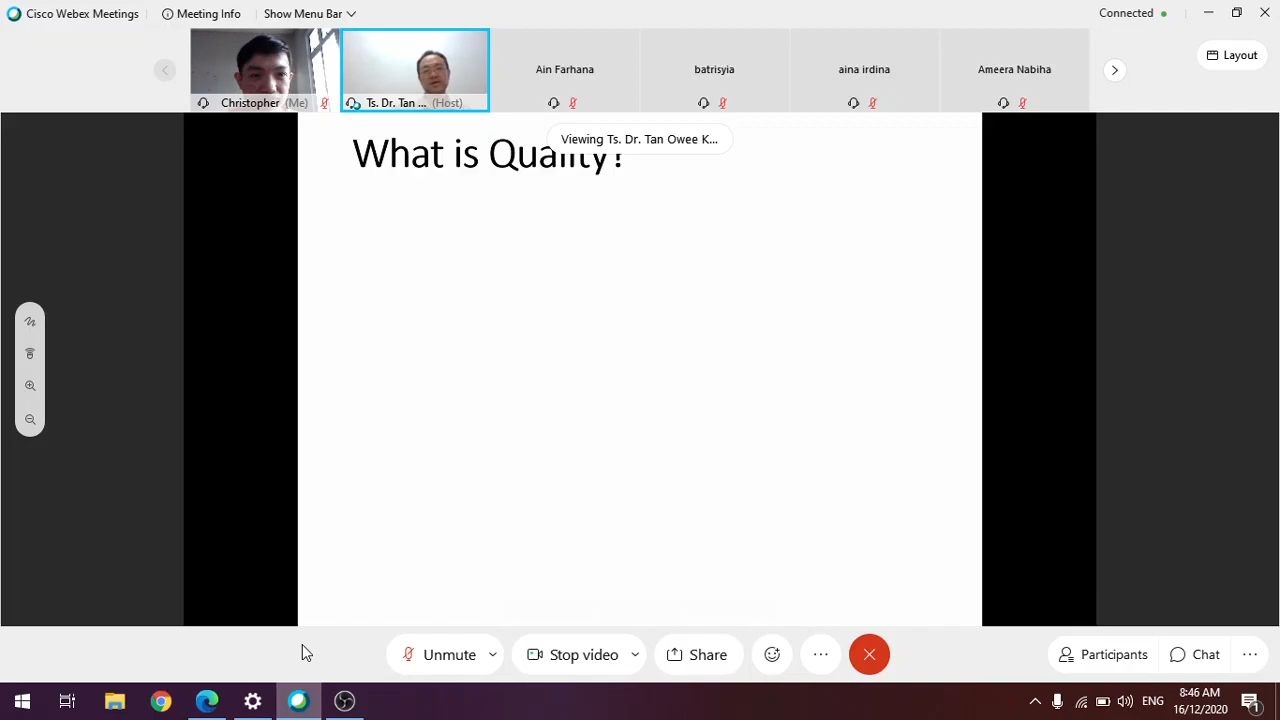 Cisco Webex Meetings
Meeting Info
Show Menu Bar
Connected
Christopher (Me)
Ts. Dr. Tan ... (Host)
Ain Farhana
batrisyia
aina irdina
Ameera Nabiha
Layout
Viewing Ts. Dr. Tan Owee K...
What is Quality?
Unmute
Stop video
Share
Participants
Chat
ENG
8:46 AM
16/12/2020
1